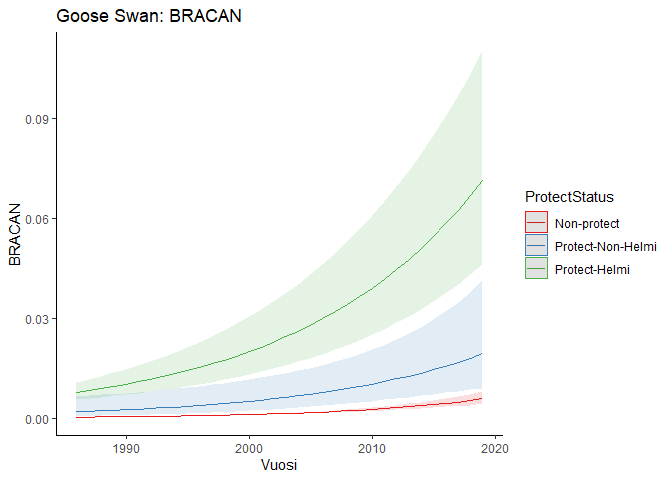 Goose Swan: BRACAN
0.09
0.06
0.03
0.00
BRACAN
1990
2000
2010
2020
Vuosi
ProtectStatus
Non-protect
Protect-Non-Helmi
Protect-Helmi